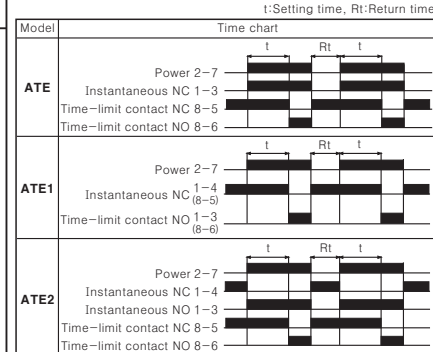 t:Setting time, Rt:Return time
Model Time chart
t Rt t
ATE
Power 2-7
Instantaneous NC 1-3
Time-limit contact NC 8-5
Time-limit contact NO 8-6
t Rt t
ATE1
Power 2-7
Instantaneous NC 1-4
(8-5)
Time-limit contact NO 1-3
(8-6)
t Rt t
ATE2
Power 2-7
Instantaneous NC 1-4
Instantaneous NO 1-3
Time-limit contact NC 8-5
Time-limit contact NO 8-6